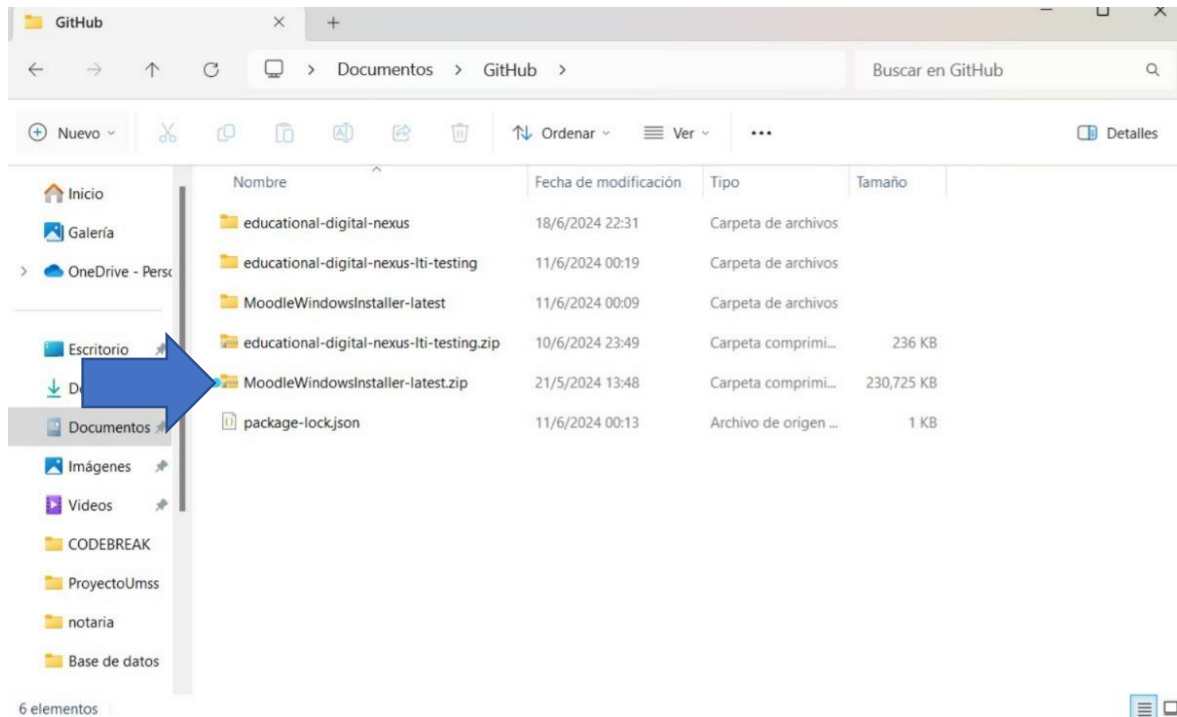 GitHub
Documentos > GitHub >
Buscar en GitHub
Nuevo
Ordenar
Ver
Detalles
Inicio
Galería
OneDrive - Perso
Escritorio
Documentos
Imágenes
Videos
CODEBREAK
ProyectoUmss
notaria
Base de datos
Nombre Fecha de modificación Tipo Tamaño
educational-digital-nexus 18/6/2024 22:31 Carpeta de archivos
educational-digital-nexus-lti-testing 11/6/2024 00:19 Carpeta de archivos
MoodleWindowsInstaller-latest 11/6/2024 00:09 Carpeta de archivos
educational-digital-nexus-lti-testing.zip 10/6/2024 23:49 Carpeta comprimi... 236 KB
MoodleWindowsInstaller-latest.zip 21/5/2024 13:48 Carpeta comprimi... 230,725 KB
package-lock.json 11/6/2024 00:13 Archivo de origen ... 1 KB
6 elementos